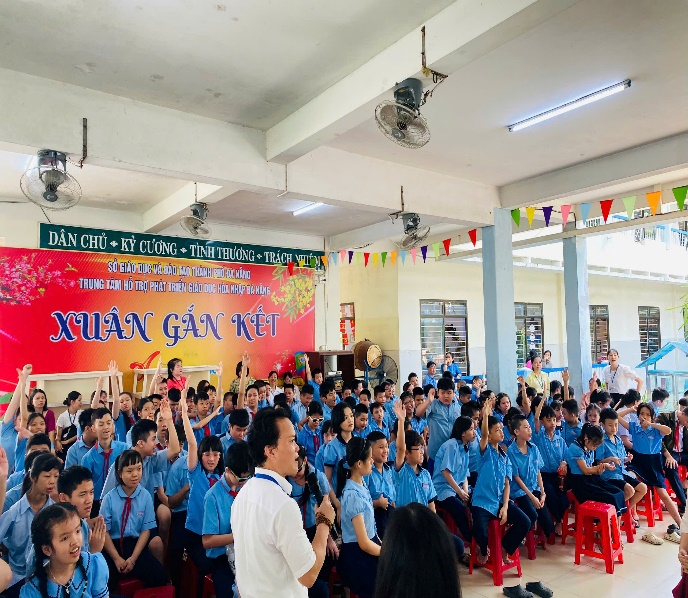 DÂN CHỦ - KỶ CƯƠNG - TÌNH THƯƠNG - TRÁCH
SỞ GIÁO DỤC VÀ ĐÀO TẠO THÀNH PHỐ ĐÀ NẴNG
TRUNG TÂM HỖ TRỢ PHÁT TRIỂN GIÁO DỤC HÒA NHẬP ĐÀ NẴNG
XUÂN GẮN KẾT